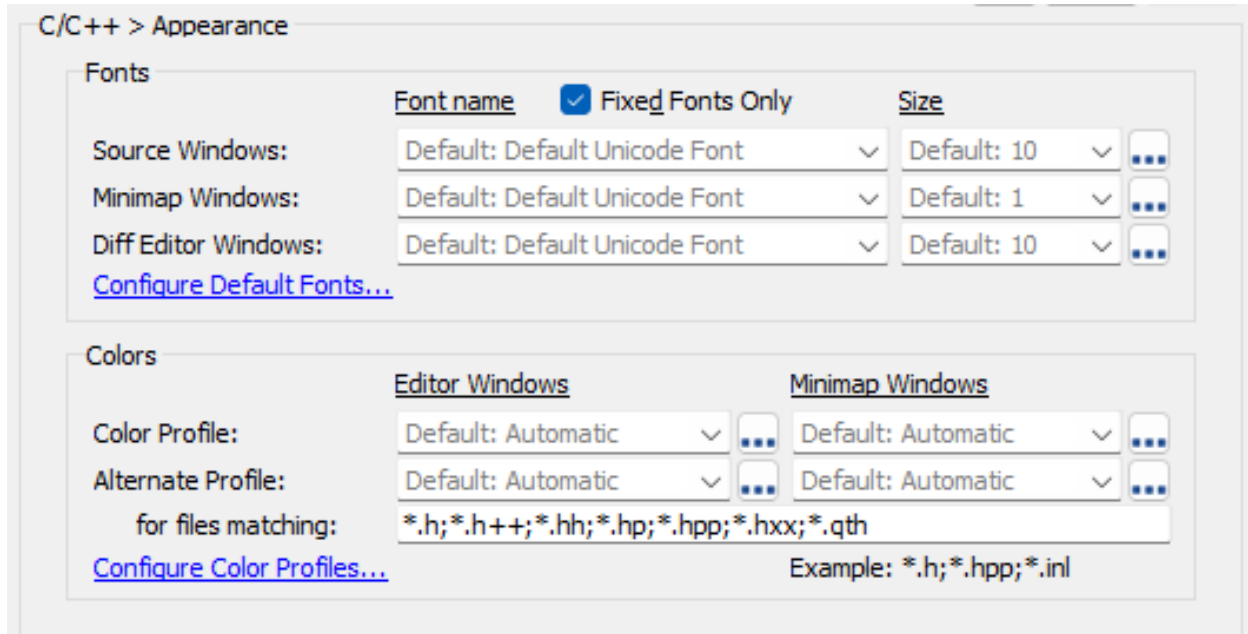 C/C++ > Appearance
Fonts
Font name Fixed Fonts Only Size
Source Windows: Default: Default Unicode Font Default: 10 ...
Minimap Windows: Default: Default Unicode Font Default: 1 ...
Diff Editor Windows: Default: Default Unicode Font Default: 10 ...
Configure Default Fonts...
Colors
Editor Windows Minimap Windows
Color Profile: Default: Automatic ... Default: Automatic ...
Alternate Profile: Default: Automatic ... Default: Automatic ...
for files matching: *.h;*.h++;*.hh;*.hp;*.hpp;*.hxx;*.qth
Configure Color Profiles... Example: *.h;*.hpp;*.inl